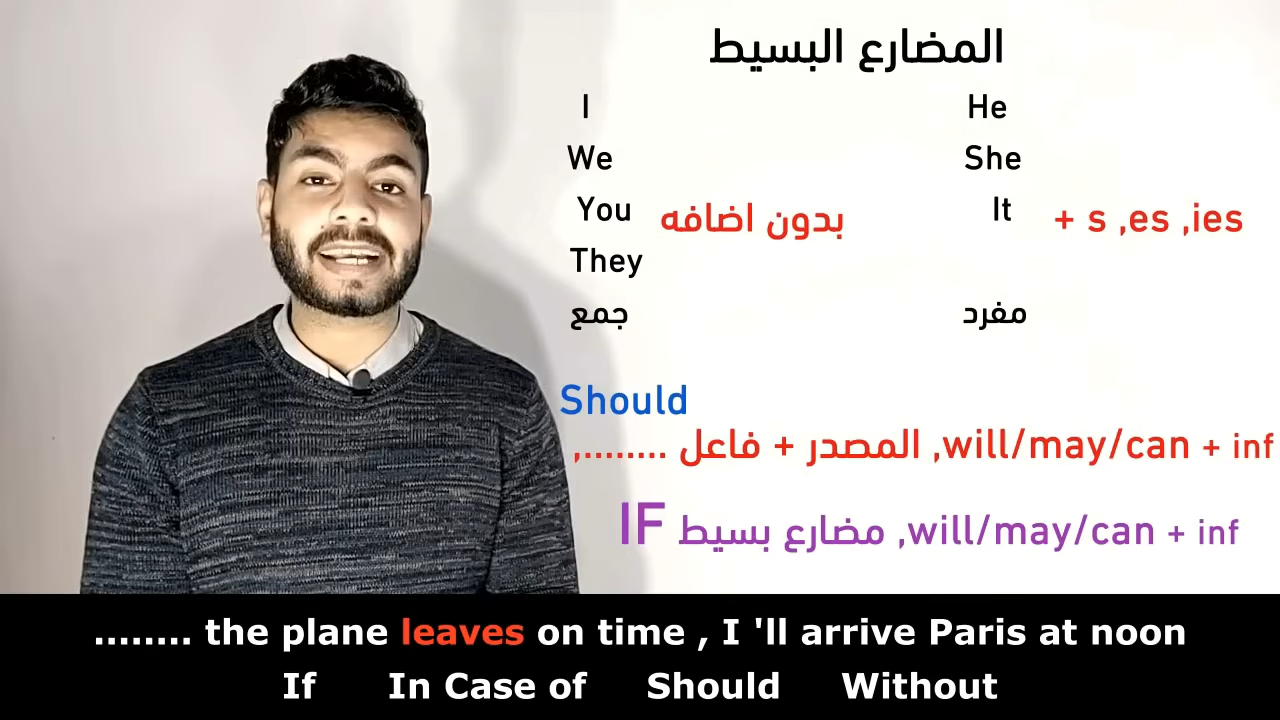 المضارع البسيط
I He
We She
You بدون اضافه It + s ,es ,ies
They
جمع مفرد
Should
........ فاعل + المصدر ,will/may/can + inf
IF مضارع بسيط ,will/may/can + inf
........ the plane leaves on time , I 'll arrive Paris at noon
If In Case of Should Without